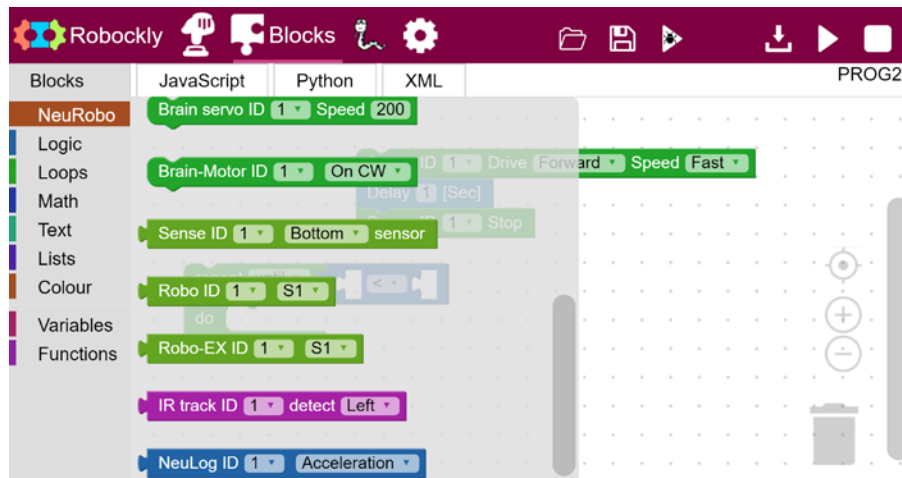 Robockly Blocks
Blocks JavaScript Python XML PROG2
NeuRobo
Logic
Loops
Math
Text
Lists
Colour
Variables
Functions
Brain servo ID 1 Speed 200
Brain-Motor ID 1 On CW
Sense ID 1 Bottom sensor
Robo ID 1 S1
Robo-EX ID 1 S1
IR track ID 1 detect Left
NeuLog ID 1 Acceleration
ID 1 Drive Forward Speed Fast
Delay 1 [Sec]
ID 1 Stop
repeat until <
do